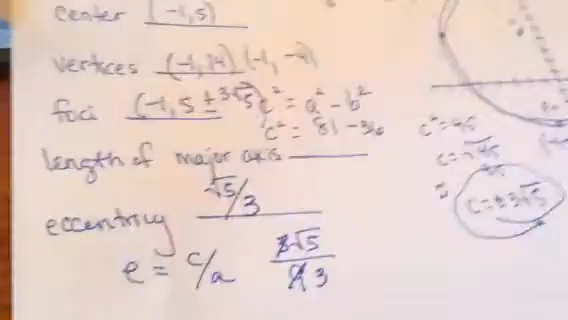 center (-1,5)
vertices (-1,14) (-1,-4)
foci (-1,5 ± 3√5) c² = a² - b²
c² = 81 - 36
c² = 45
length of major axis
c = √45
c = ±3√5
eccentricity √5/3
e = c/a 3√5 / 9 3